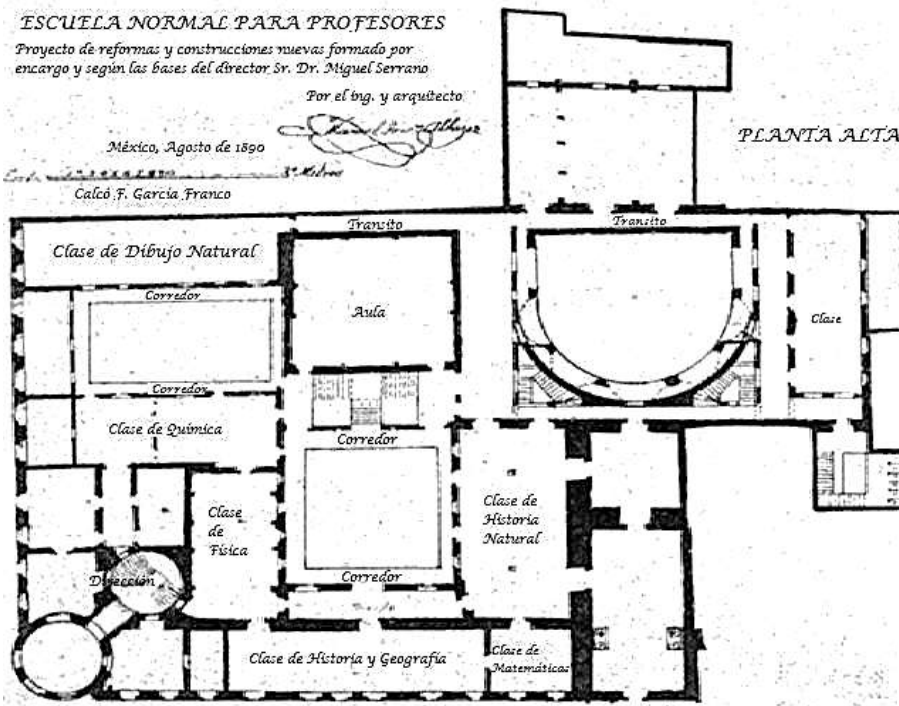 ESCUELA NORMAL PARA PROFESORES
Proyecto de reformas y construcciones nuevas formado por
encargo y según las bases del director Sr. Dr. Miguel Serrano
Por el ing. y arquitecto
PLANTA ALTA
México, Agosto de 1890
Calcó F. García Franco
Transito
Transito
Clase de Dibujo Natural
Corredor
Aula
Clase
Corredor
Clase de Química
Corredor
Clase de
Historia
Natural
Clase
de
Física
Corredor
Dirección
Clase de Historia y Geografía
Clase de
Matemáticas